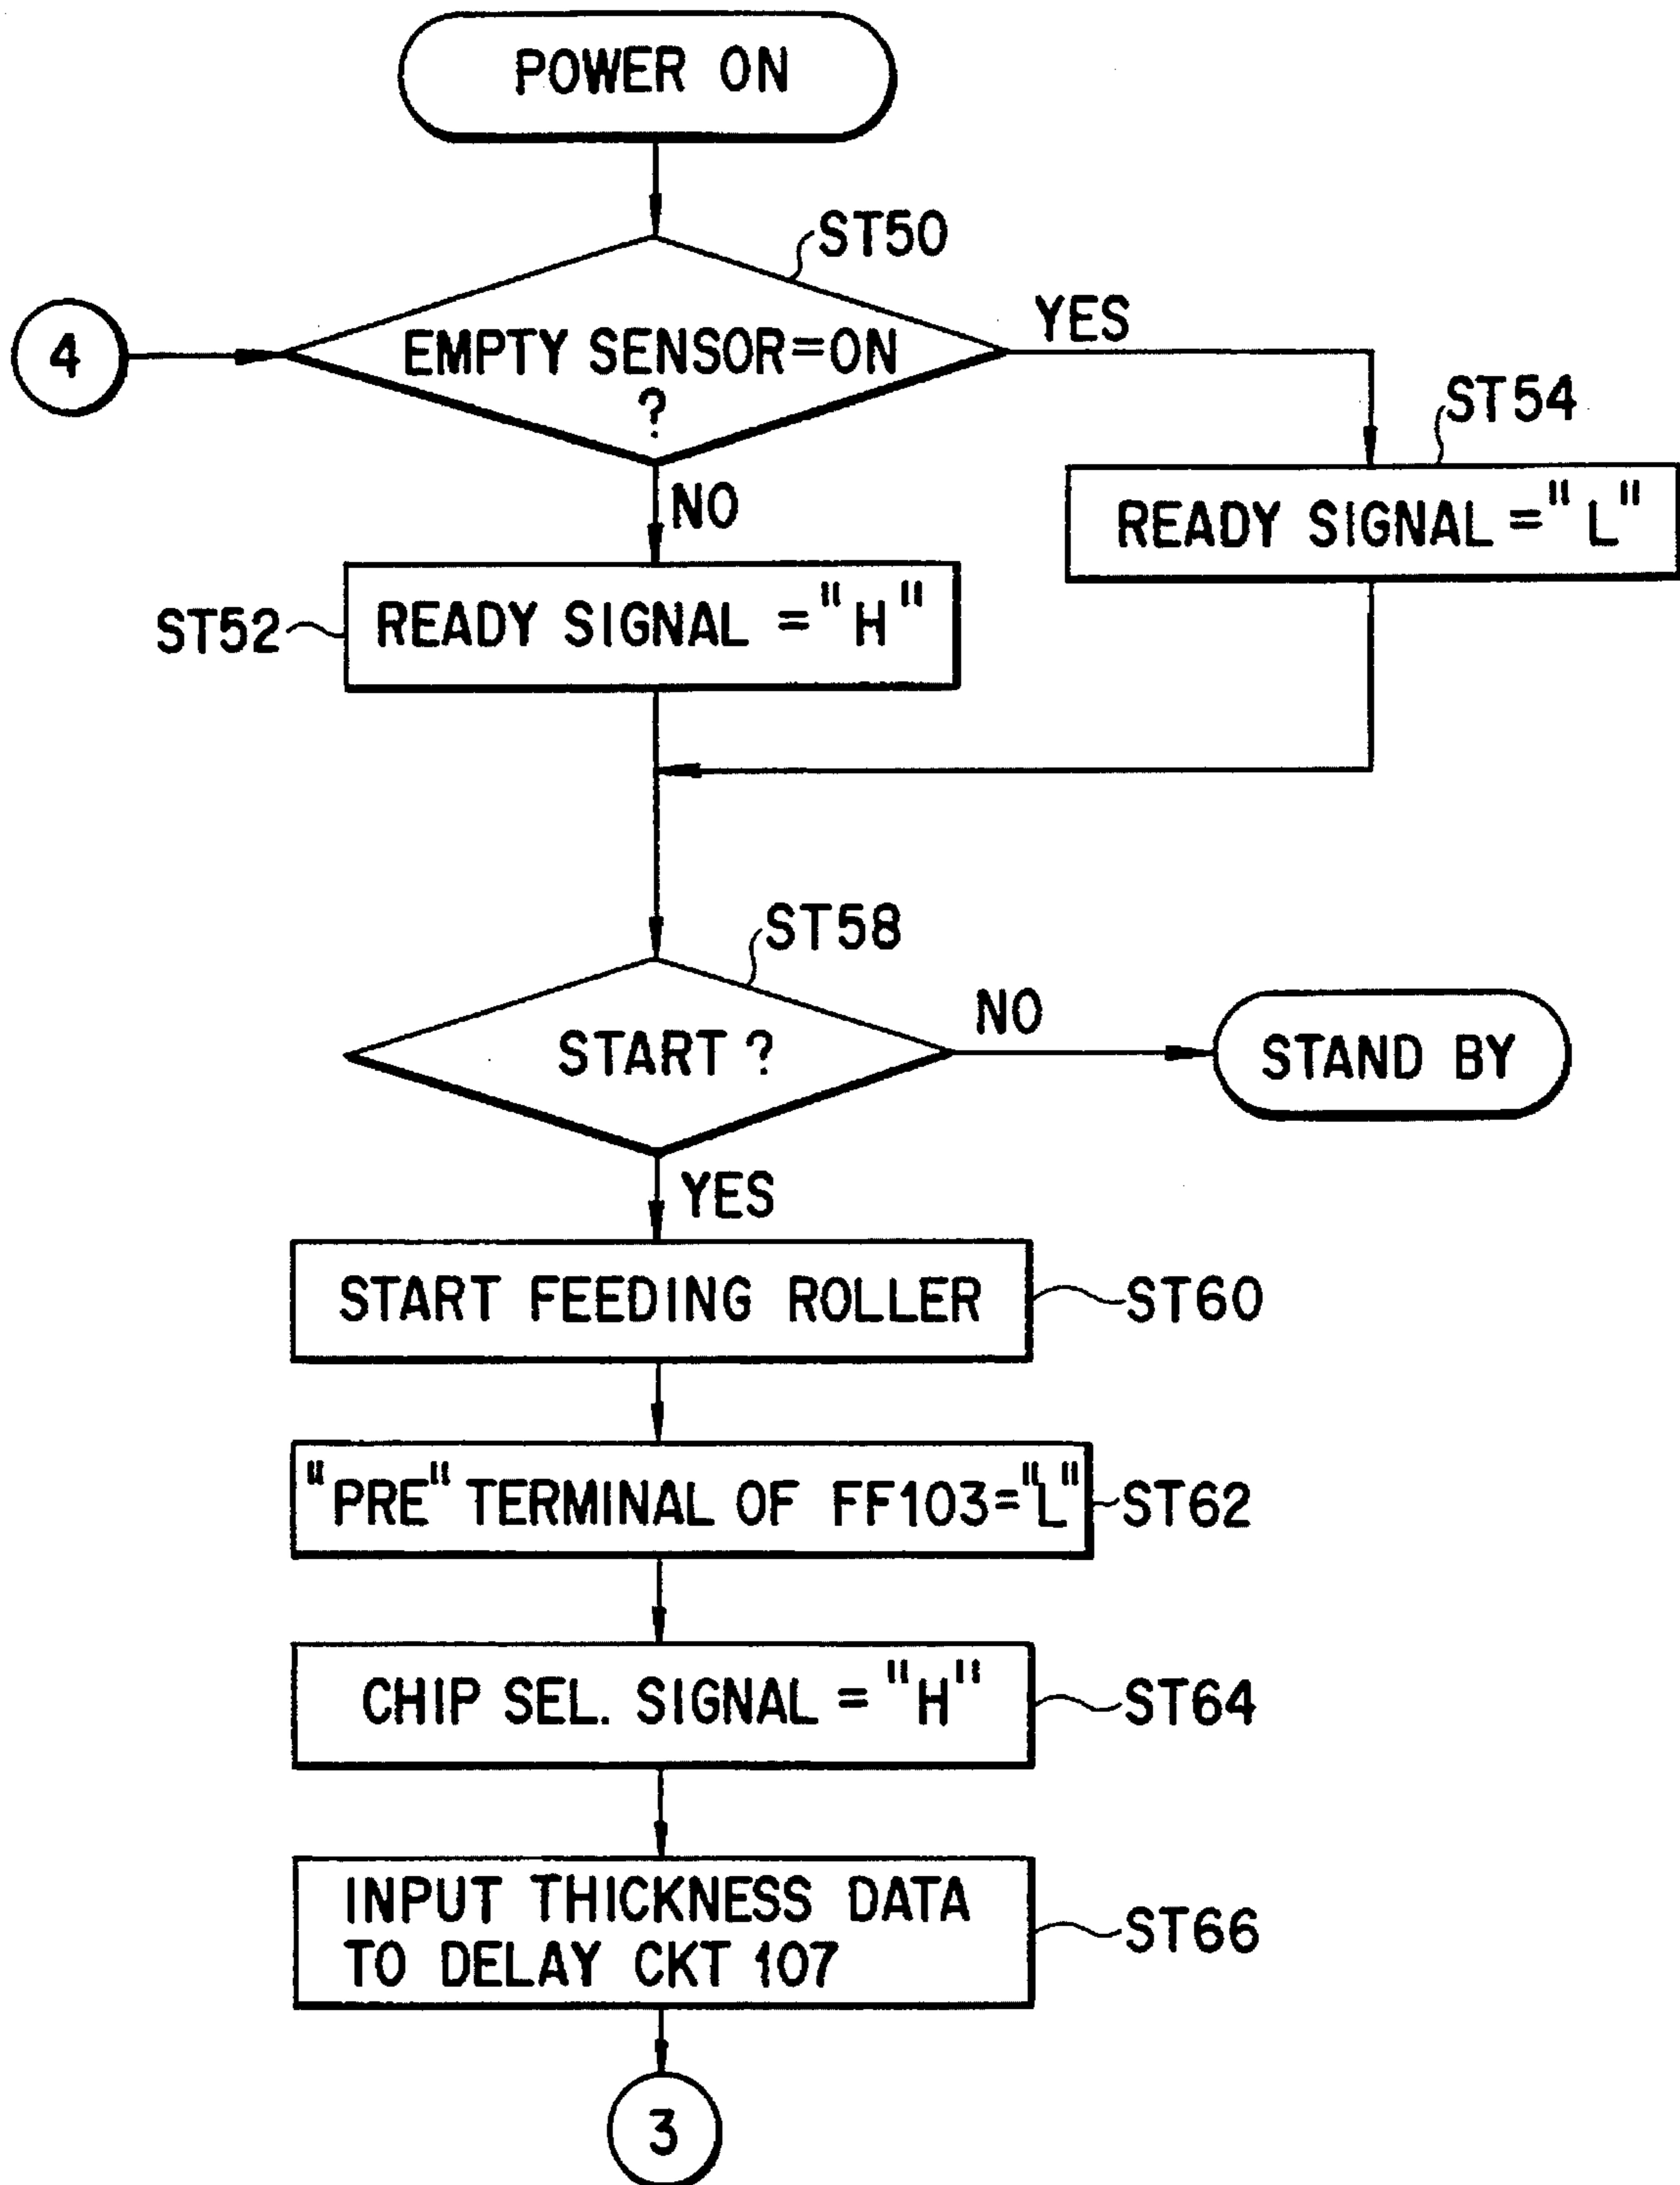 POWER ON
ST50
4
EMPTY SENSOR=ON
?
YES
ST54
NO
READY SIGNAL ="L"
ST52
READY SIGNAL ="H"
ST58
START ?
NO
STAND BY
YES
START FEEDING ROLLER
ST60
"PRE" TERMINAL OF FF103="L"
ST62
CHIP SEL. SIGNAL = "H"
ST64
INPUT THICKNESS DATA
TO DELAY CKT 107
ST66
3